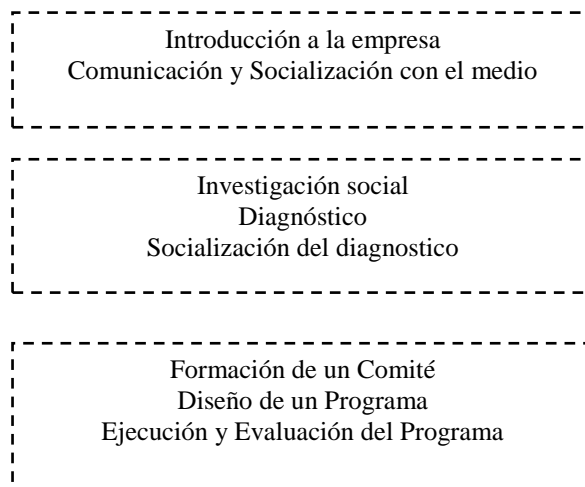 Introducción a la empresa
Comunicación y Socialización con el medio
Investigación social
Diagnóstico
Socialización del diagnostico
Formación de un Comité
Diseño de un Programa
Ejecución y Evaluación del Programa